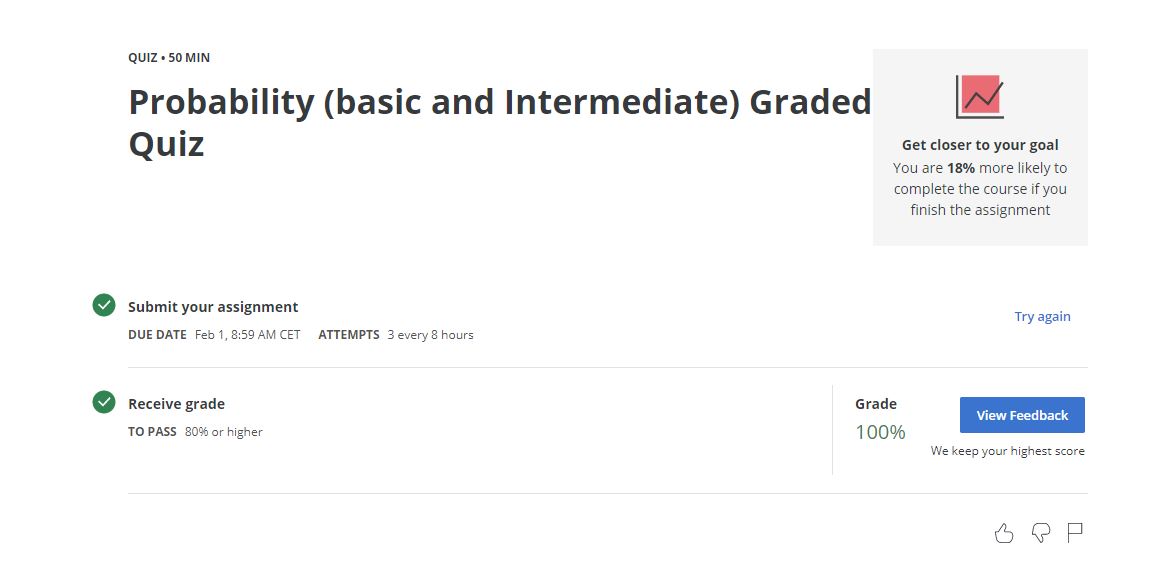 QUIZ • 50 MIN
Probability (basic and Intermediate) Graded
Quiz
Get closer to your goal
You are 18% more likely to
complete the course if you
finish the assignment
Submit your assignment
DUE DATE Feb 1, 8:59 AM CET ATTEMPTS 3 every 8 hours
Try again
Receive grade
TO PASS 80% or higher
Grade
100%
View Feedback
We keep your highest score